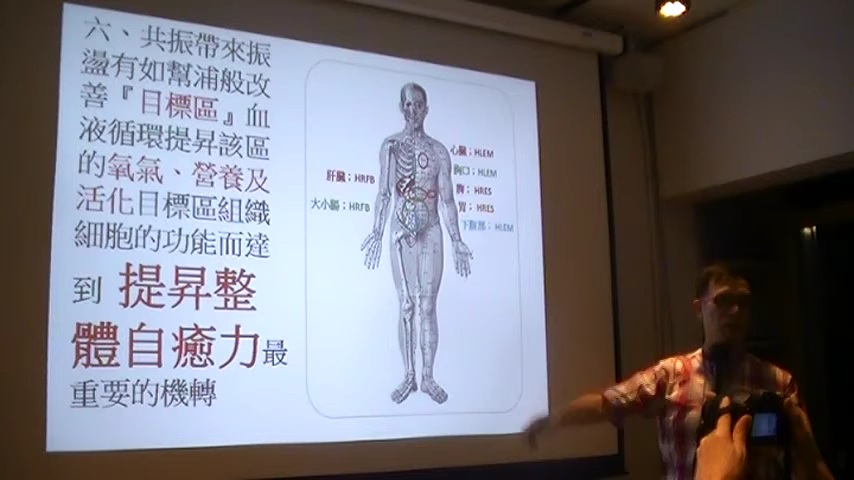 六、共振帶來振
盪有如幫浦般改
善『目標區』血
液循環提昇該區
的氧氣、營養及
活化目標區組織
細胞的功能而達
到 提昇整
體自癒力最
重要的機轉
心臟；HLEM
胸口；HLEM
肝臟；HRFB
胸；HRES
大小腸；HRFB
胃；HRES
下腹部；HLEM